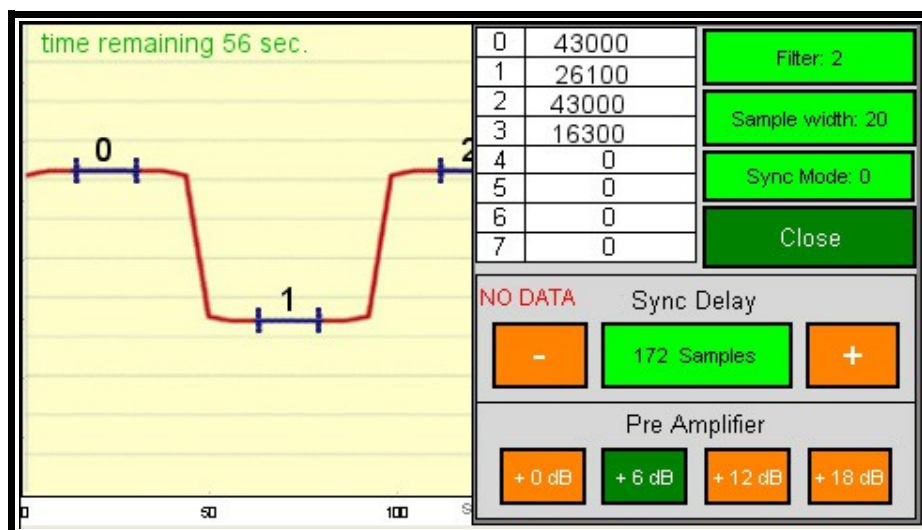 time remaining 56 sec.
0
1
2
0 50 100 S
0 43000
1 26100
2 43000
3 16300
4 0
5 0
6 0
7 0
Filter: 2
Sample width: 20
Sync Mode: 0
Close
NO DATA Sync Delay
- 172 Samples +
Pre Amplifier
+ 0 dB + 6 dB + 12 dB + 18 dB